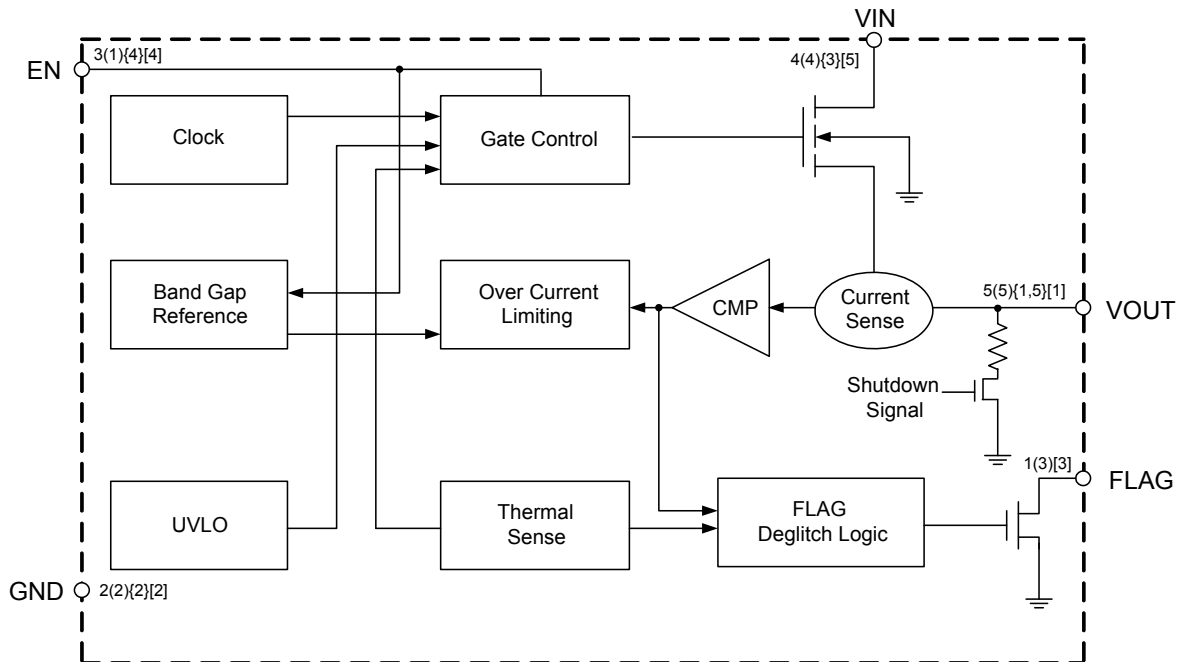 VIN
3(1){4}[4]
EN
4(4){3}[5]
Clock
Gate Control
Band Gap
Reference
Over Current
Limiting
CMP
Current
Sense
5(5){1,5}[1]
VOUT
Shutdown
Signal
1(3)[3]
FLAG
UVLO
Thermal
Sense
FLAG
Deglitch Logic
GND
2(2){2}[2]